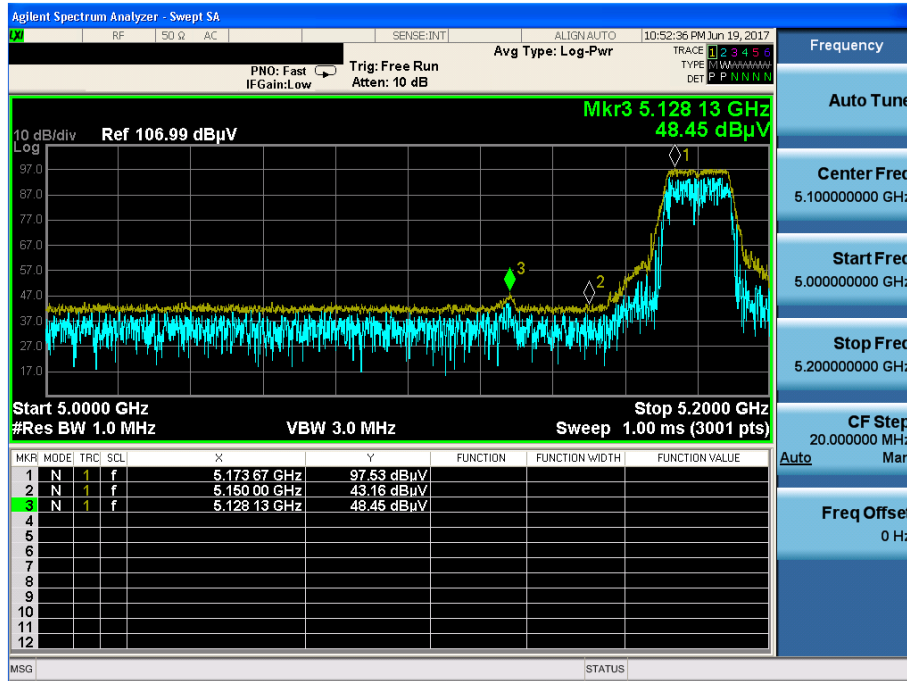 Agilent Spectrum Analyzer - Swept SA
LXI RF 50 Ω AC SENSE:INT ALIGN AUTO 10:52:36 PM Jun 19, 2017
PNO: Fast
IFGain:Low
Trig: Free Run
Atten: 10 dB
Avg Type: Log-Pwr
TRACE 1 2 3 4 5 6
TYPE M W W W W W
DET P P N N N N
Mkr3 5.128 13 GHz
48.45 dBµV
10 dB/div Ref 106.99 dBµV
Log
97.0
87.0
77.0
67.0
57.0
47.0
37.0
27.0
17.0
1
2
3
Start 5.0000 GHz Stop 5.2000 GHz
#Res BW 1.0 MHz VBW 3.0 MHz Sweep 1.00 ms (3001 pts)
MKR MODE TRC SCL X Y FUNCTION FUNCTION WIDTH FUNCTION VALUE
1 N 1 f 5.173 67 GHz 97.53 dBµV
2 N 1 f 5.150 00 GHz 43.16 dBµV
3 N 1 f 5.128 13 GHz 48.45 dBµV
4
5
6
7
8
9
10
11
12
MSG STATUS
Frequency
Auto Tune
Center Freq
5.100000000 GHz
Start Freq
5.000000000 GHz
Stop Freq
5.200000000 GHz
CF Step
20.000000 MHz
Auto Man
Freq Offset
0 Hz